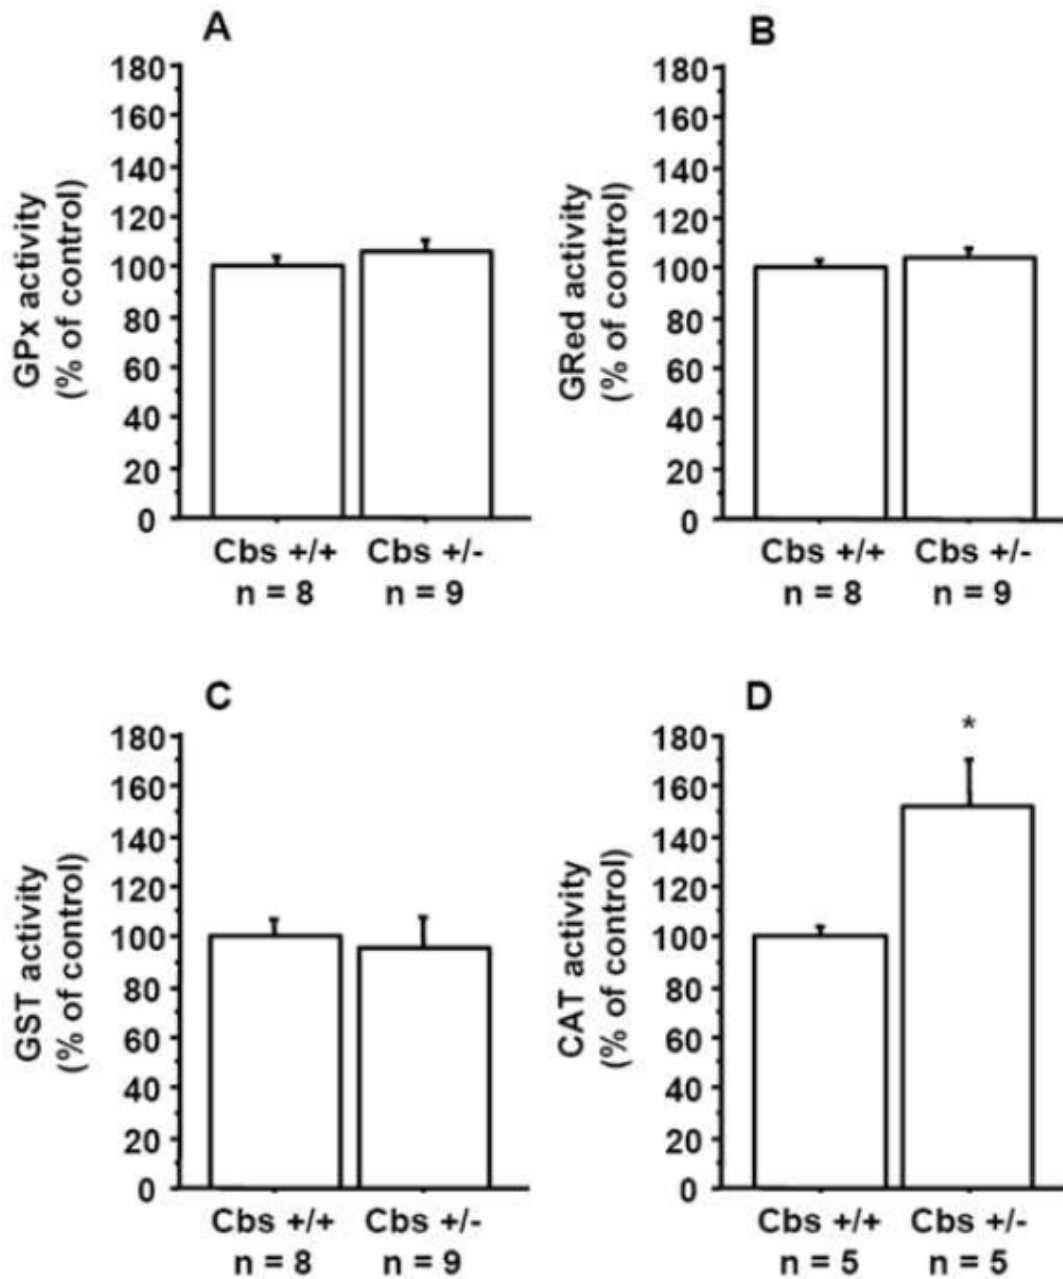 A
180
160
140
120
100
80
60
40
20
0
GPx activity
(% of control)
Cbs +/+ Cbs +/-
n = 8 n = 9
B
180
160
140
120
100
80
60
40
20
0
GRed activity
(% of control)
Cbs +/+ Cbs +/-
n = 8 n = 9
C
180
160
140
120
100
80
60
40
20
0
GST activity
(% of control)
Cbs +/+ Cbs +/-
n = 8 n = 9
D
*
180
160
140
120
100
80
60
40
20
0
CAT activity
(% of control)
Cbs +/+ Cbs +/-
n = 5 n = 5